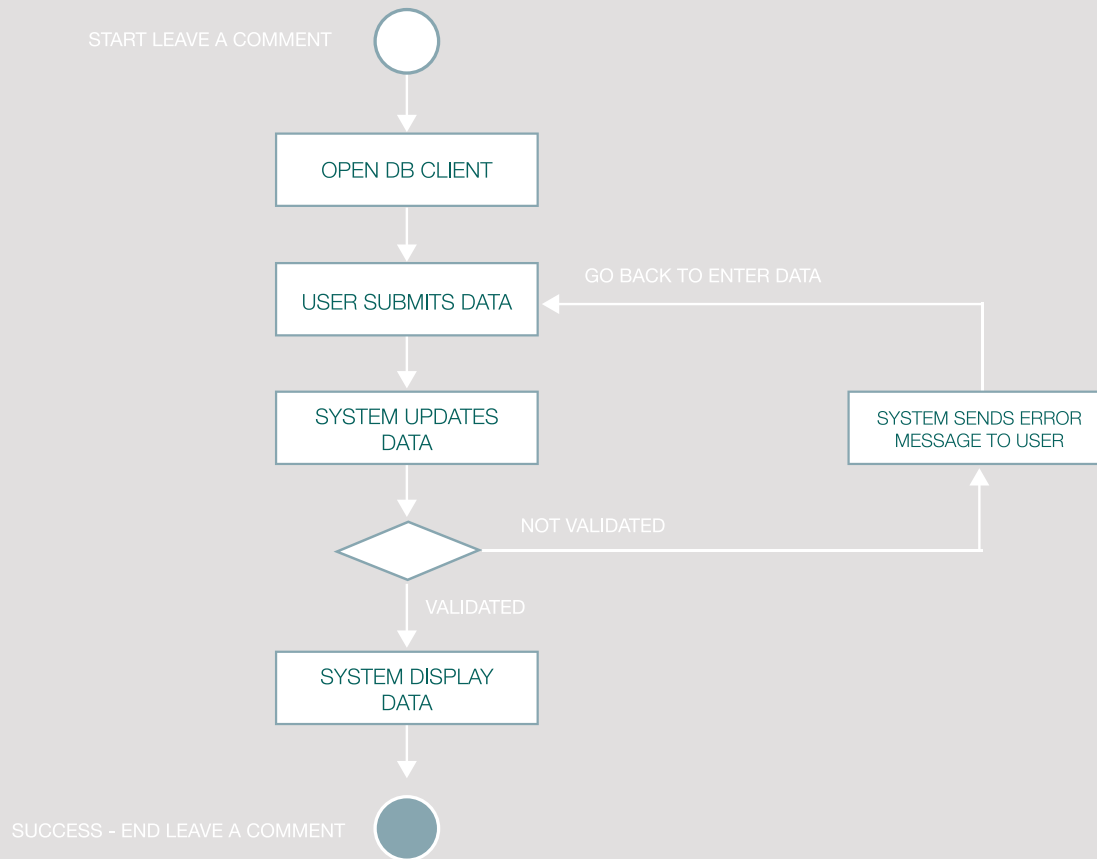 START LEAVE A COMMENT
OPEN DB CLIENT
GO BACK TO ENTER DATA
USER SUBMITS DATA
SYSTEM UPDATES
DATA
SYSTEM SENDS ERROR
MESSAGE TO USER
NOT VALIDATED
VALIDATED
SYSTEM DISPLAY
DATA
SUCCESS - END LEAVE A COMMENT